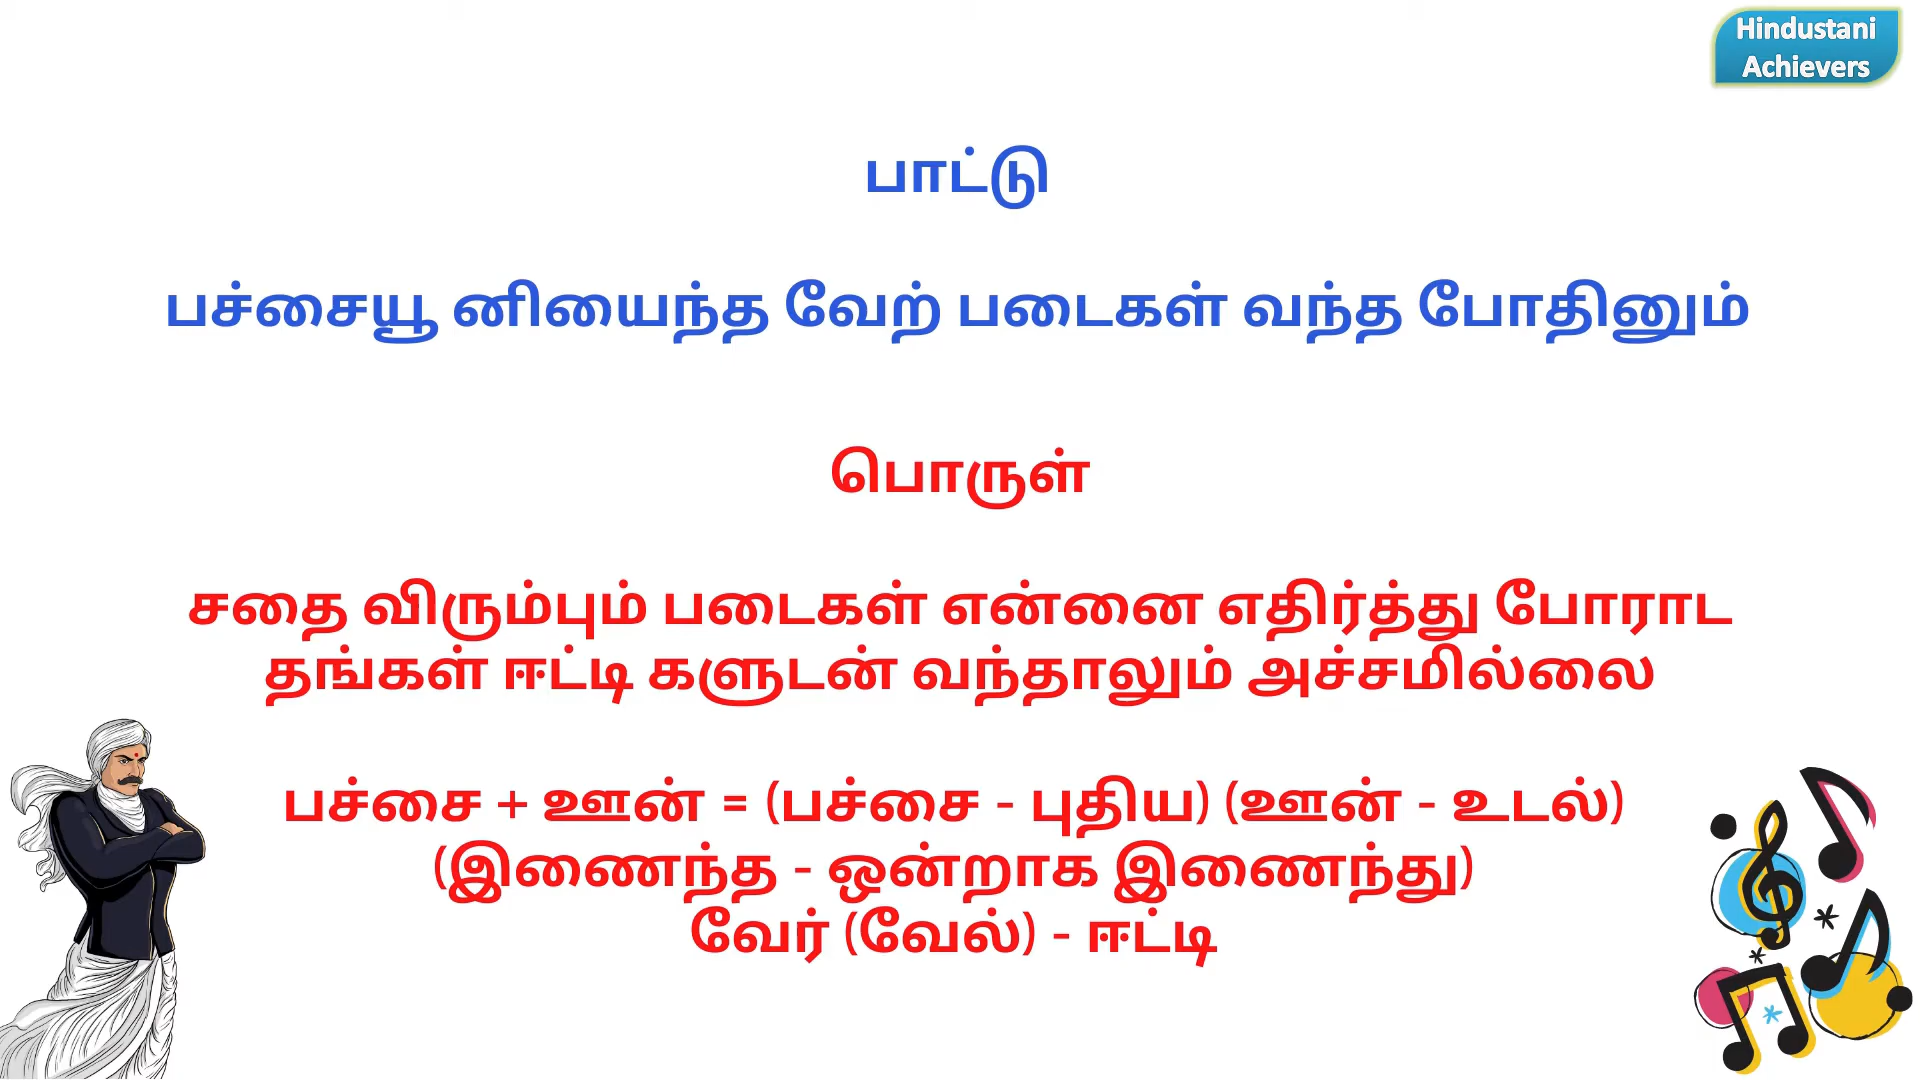 Hindustani
Achievers
பாட்டு
பச்சையூ னியைந்த வேற் படைகள் வந்த போதினும்
பொருள்
சதை விரும்பும் படைகள் என்னை எதிர்த்து போராட
தங்கள் ஈட்டி களுடன் வந்தாலும் அச்சமில்லை
பச்சை + ஊன் = (பச்சை - புதிய) (ஊன் - உடல்)
(இணைந்த - ஒன்றாக இணைந்து)
வேர் (வேல்) - ஈட்டி